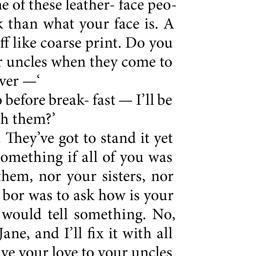 ne of these leather- face peo-
k than what your face is. A
ff like coarse print. Do you
r uncles when they come to
ver —‘
o before break- fast — I’ll be
h them?’
They’ve got to stand it yet
omething if all of you was
hem, nor your sisters, nor
bor was to ask how is your
would tell something. No,
Jane, and I’ll fix it with all
ve your love to your uncles